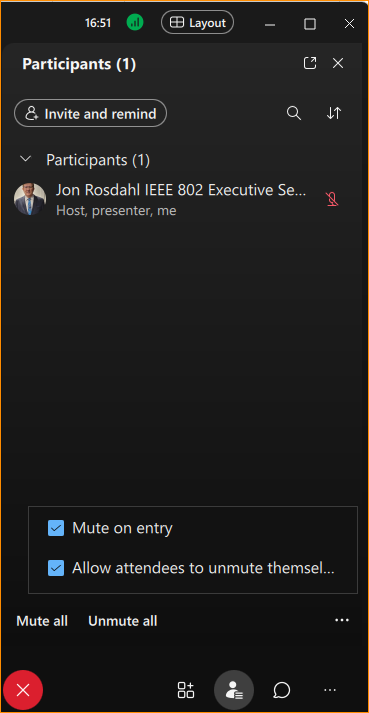 16:51
Layout
Participants (1)
Invite and remind
Participants (1)
Jon Rosdahl IEEE 802 Executive Se...
Host, presenter, me
Mute on entry
Allow attendees to unmute themsel...
Mute all Unmute all